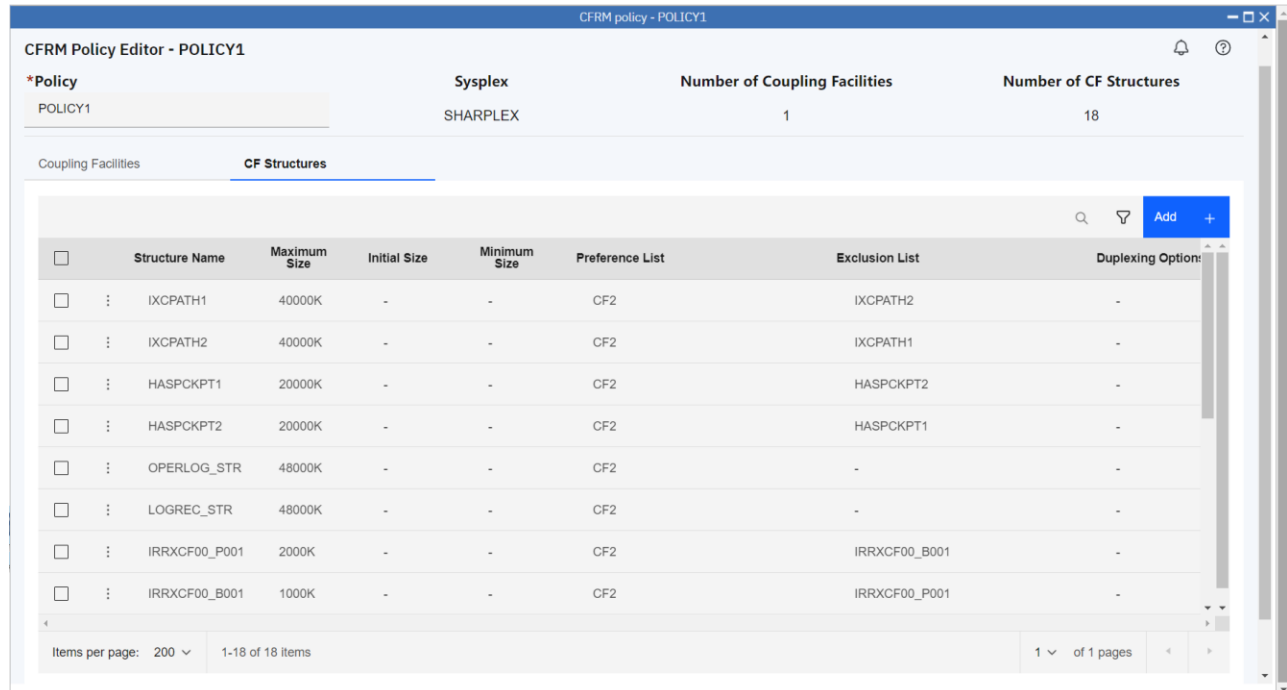 CFRM policy - POLICY1
CFRM Policy Editor - POLICY1
*Policy Sysplex Number of Coupling Facilities Number of CF Structures
POLICY1 SHARPLEX 1 18
Coupling Facilities CF Structures
Add +
Structure Name Maximum Size Initial Size Minimum Size Preference List Exclusion List Duplexing Options
IXCPATH1 40000K - - CF2 IXCPATH2 -
IXCPATH2 40000K - - CF2 IXCPATH1 -
HASPCKPT1 20000K - - CF2 HASPCKPT2 -
HASPCKPT2 20000K - - CF2 HASPCKPT1 -
OPERLOG_STR 48000K - - CF2 - -
LOGREC_STR 48000K - - CF2 - -
IRRXCF00_P001 2000K - - CF2 IRRXCF00_B001 -
IRRXCF00_B001 1000K - - CF2 IRRXCF00_P001 -
Items per page: 200 1-18 of 18 items 1 of 1 pages